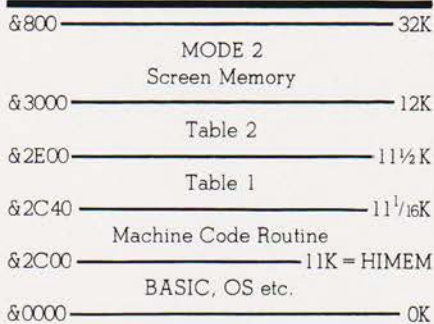 &800 32K
MODE 2
Screen Memory
&3000 12K
Table 2
&2E00 11½K
Table 1
&2C40 11¹/16K
Machine Code Routine
&2C00 11K = HIMEM
BASIC, OS etc.
&0000 0K